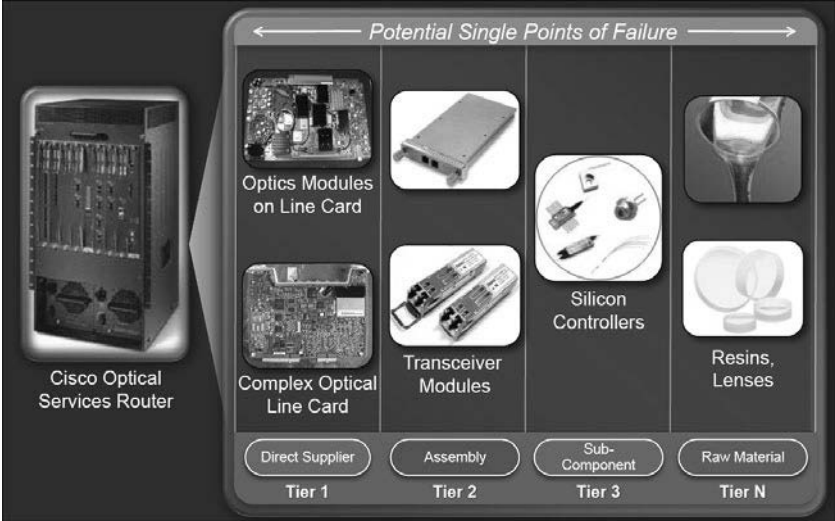 Potential Single Points of Failure
Optics Modules
on Line Card
Complex Optical
Line Card
Transceiver
Modules
Silicon
Controllers
Resins,
Lenses
Cisco Optical
Services Router
Direct Supplier
Assembly
Sub-
Component
Raw Material
Tier 1
Tier 2
Tier 3
Tier N